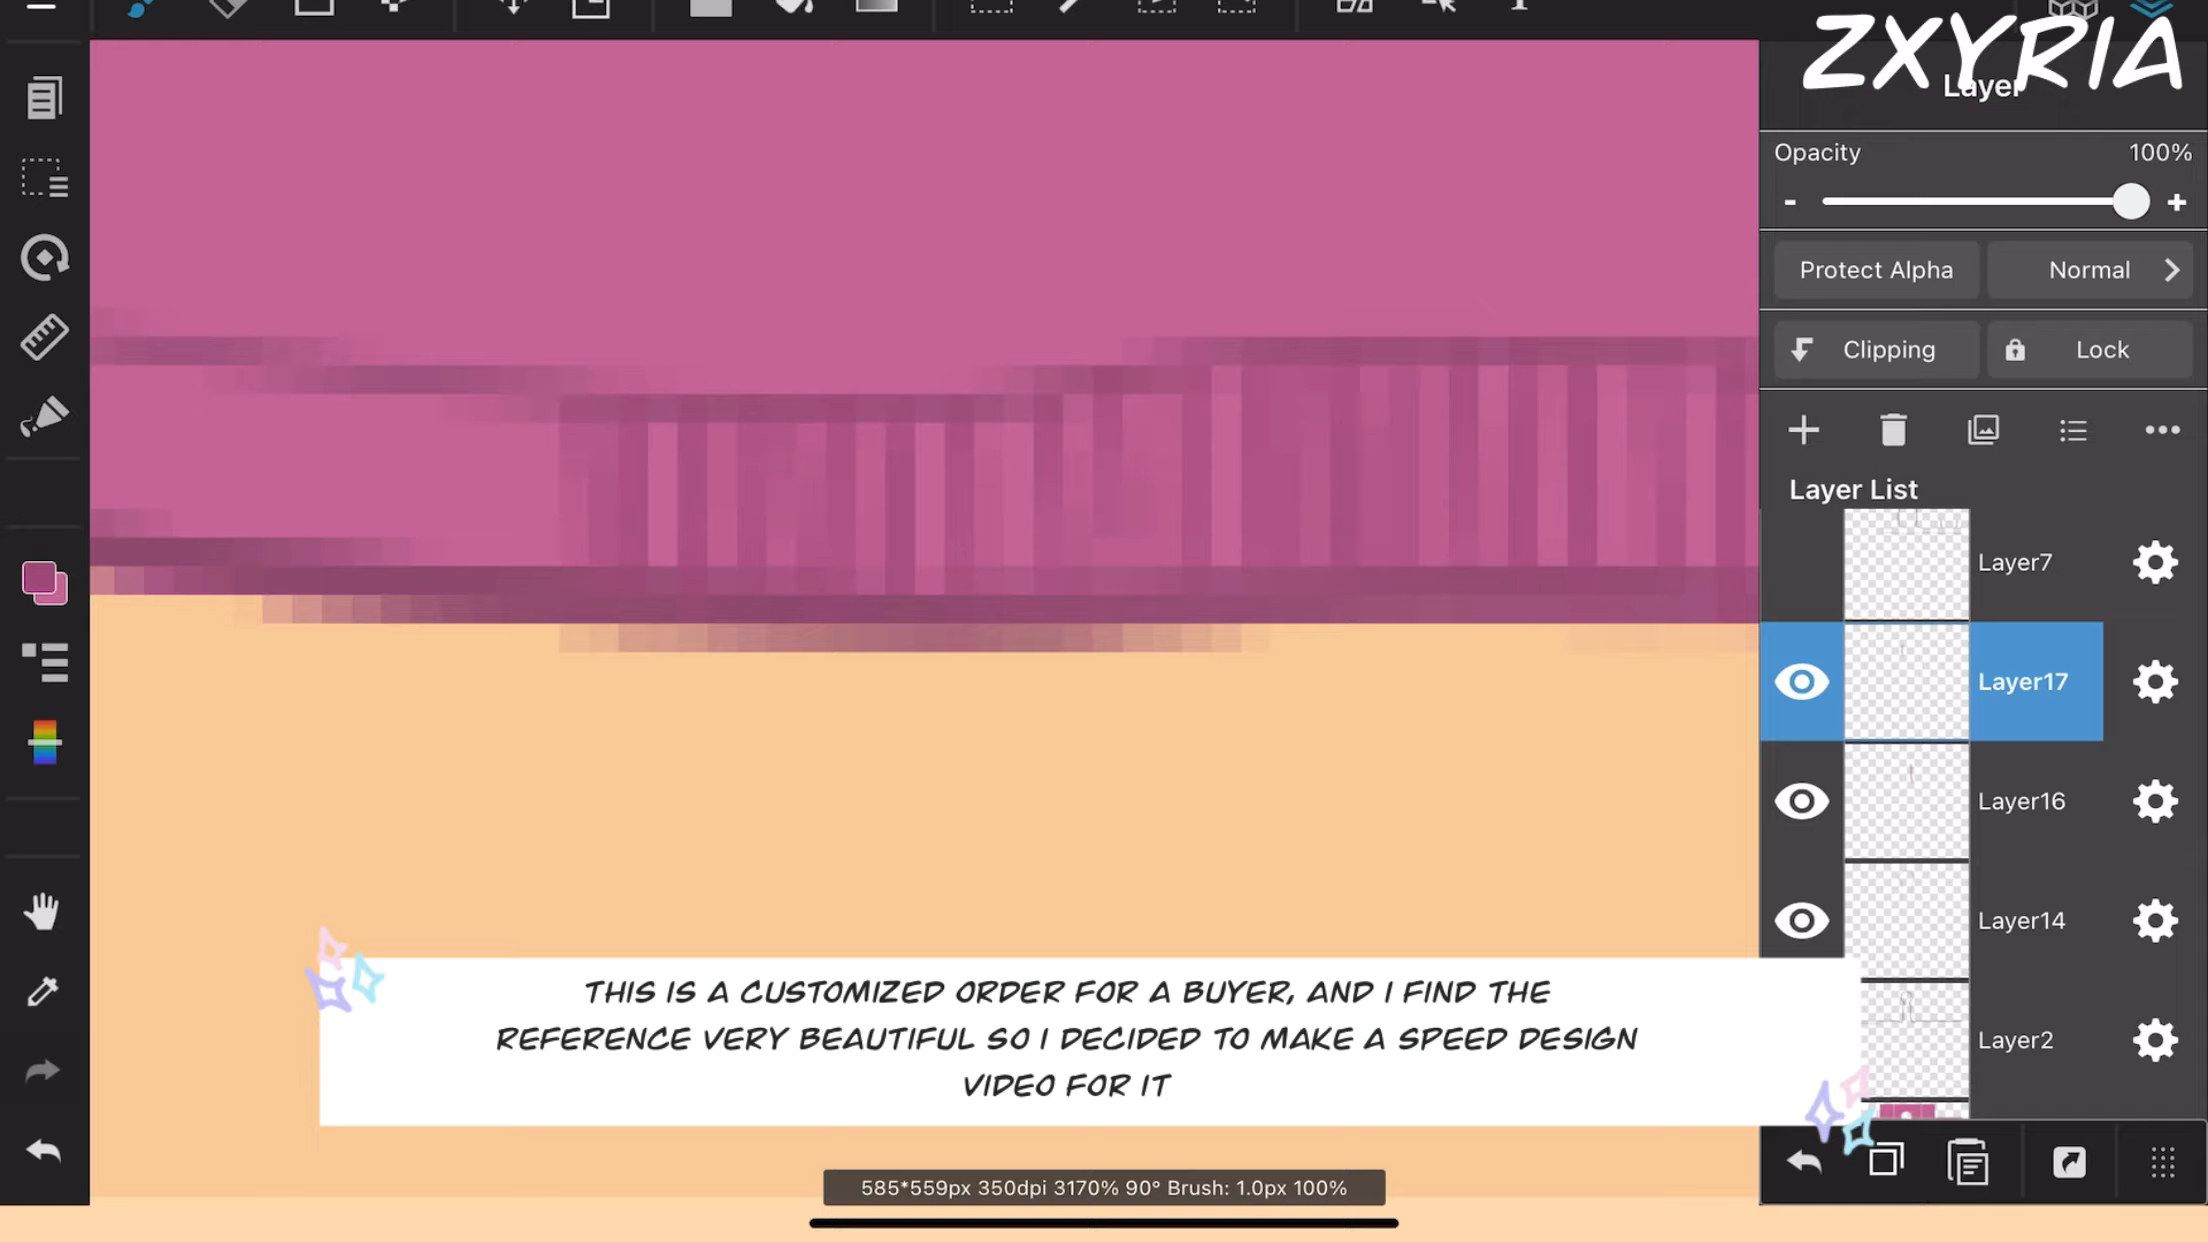 ZXYRIA
Layer
Opacity 100%
- +
Protect Alpha Normal
Clipping Lock
Layer List
Layer7
Layer17
Layer16
Layer14
Layer2
THIS IS A CUSTOMIZED ORDER FOR A BUYER, AND I FIND THE
REFERENCE VERY BEAUTIFUL SO I DECIDED TO MAKE A SPEED DESIGN
VIDEO FOR IT
585*559px 350dpi 3170% 90° Brush: 1.0px 100%